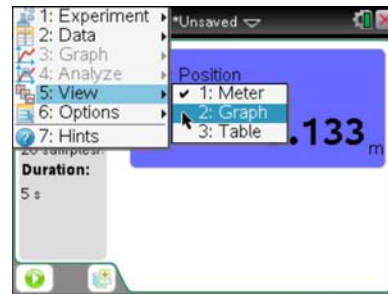 1: Experiment
*Unsaved
2: Data
3: Graph
4: Analyze
Position
5: View
1: Meter
6: Options
2: Graph
7: Hints
3: Table
.133
m
Duration:
5 s